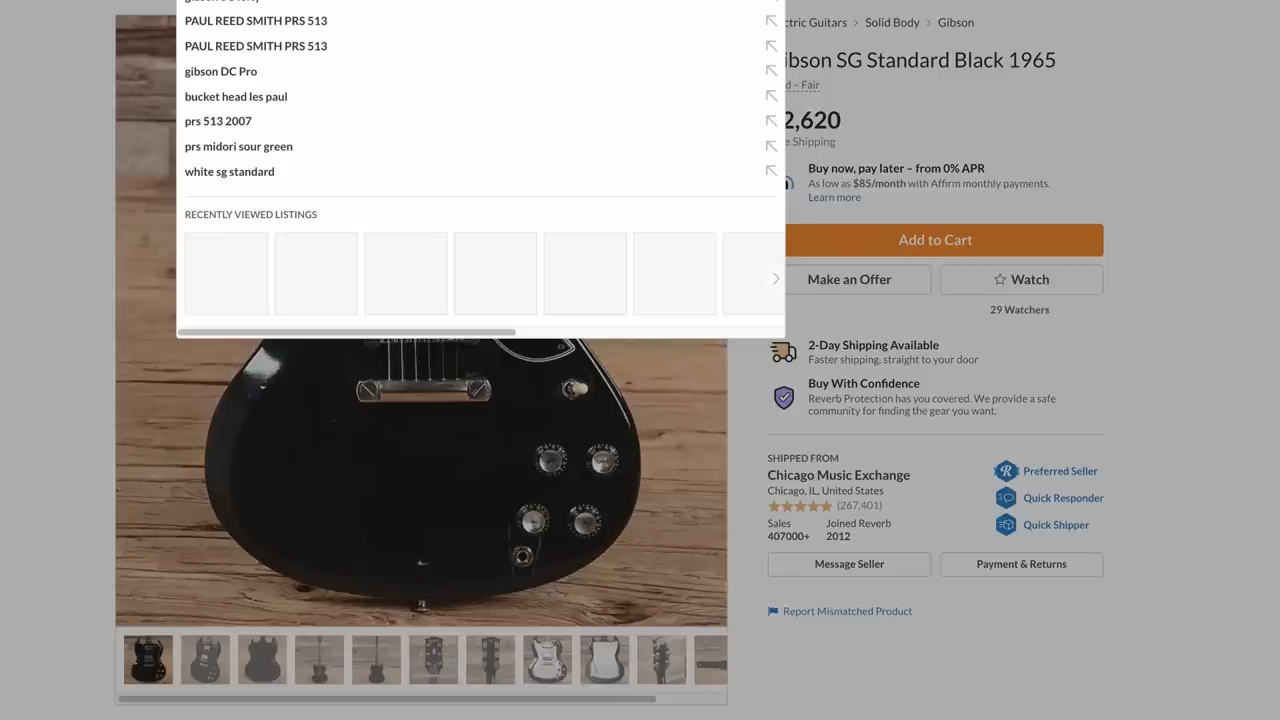 PAUL REED SMITH PRS 513
PAUL REED SMITH PRS 513
gibson DC Pro
bucket head les paul
prs 513 2007
prs midori sour green
white sg standard
RECENTLY VIEWED LISTINGS
ctric Guitars > Solid Body > Gibson
ibson SG Standard Black 1965
d – Fair
2,620
e Shipping
Buy now, pay later – from 0% APR
As low as $85/month with Affirm monthly payments.
Learn more
Add to Cart
Make an Offer
Watch
29 Watchers
2-Day Shipping Available
Faster shipping, straight to your door
Buy With Confidence
Reverb Protection has you covered. We provide a safe
community for finding the gear you want.
SHIPPED FROM
Chicago Music Exchange
Chicago, IL, United States
(267,401)
Sales
407000+
Joined Reverb
2012
Preferred Seller
Quick Responder
Quick Shipper
Message Seller
Payment & Returns
Report Mismatched Product